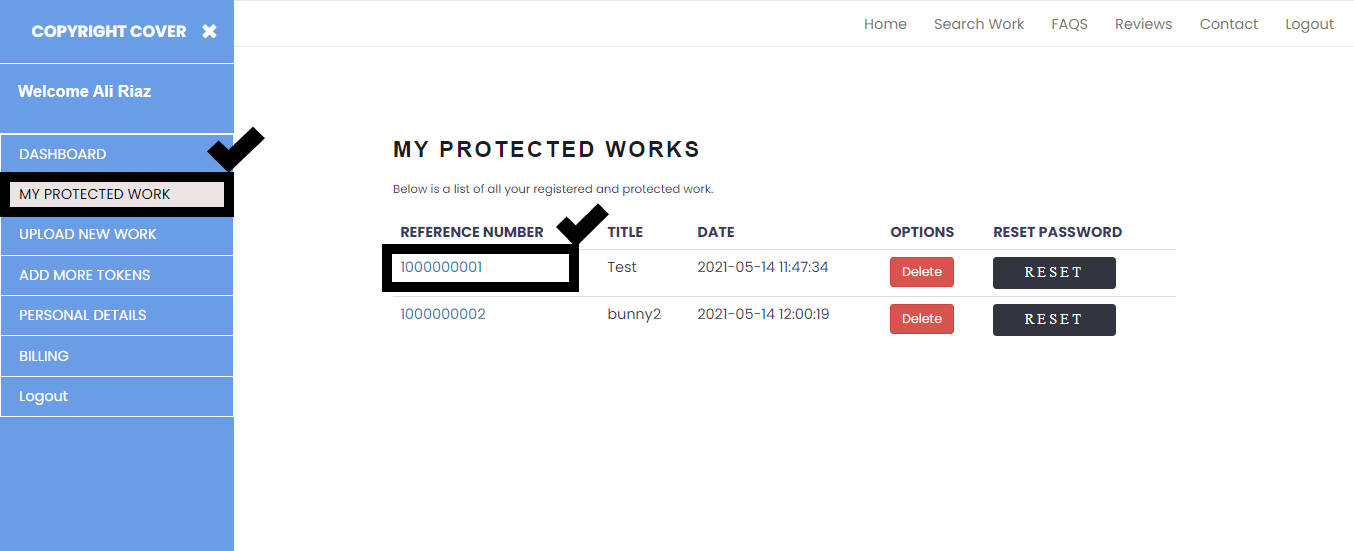 COPYRIGHT COVER ✖
Home Search Work FAQS Reviews Contact Logout
Welcome Ali Riaz
DASHBOARD
MY PROTECTED WORK
UPLOAD NEW WORK
ADD MORE TOKENS
PERSONAL DETAILS
BILLING
Logout
MY PROTECTED WORKS
Below is a list of all your registered and protected work.
REFERENCE NUMBER TITLE DATE OPTIONS RESET PASSWORD
1000000001 Test 2021-05-14 11:47:34 Delete RESET
1000000002 bunny2 2021-05-14 12:00:19 Delete RESET